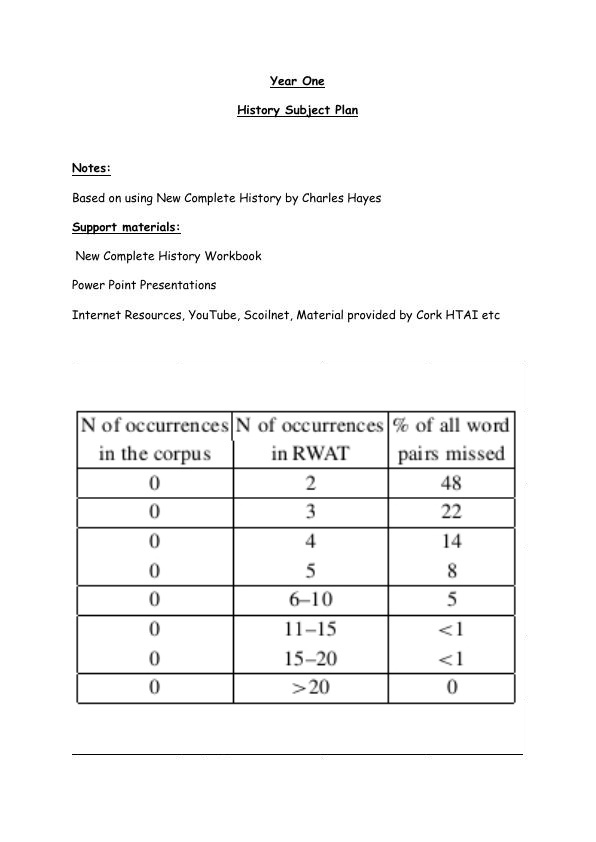 Year One
History Subject Plan
Notes:
Based on using New Complete History by Charles Hayes
Support materials:
New Complete History Workbook
Power Point Presentations
Internet Resources, YouTube, Scoilnet, Material provided by Cork HTAI etc
N of occurrences in the corpus N of occurrences in RWAT % of all word pairs missed
0 2 48
0 3 22
0 4 14
0 5 8
0 6–10 5
0 11–15 <1
0 15–20 <1
0 >20 0